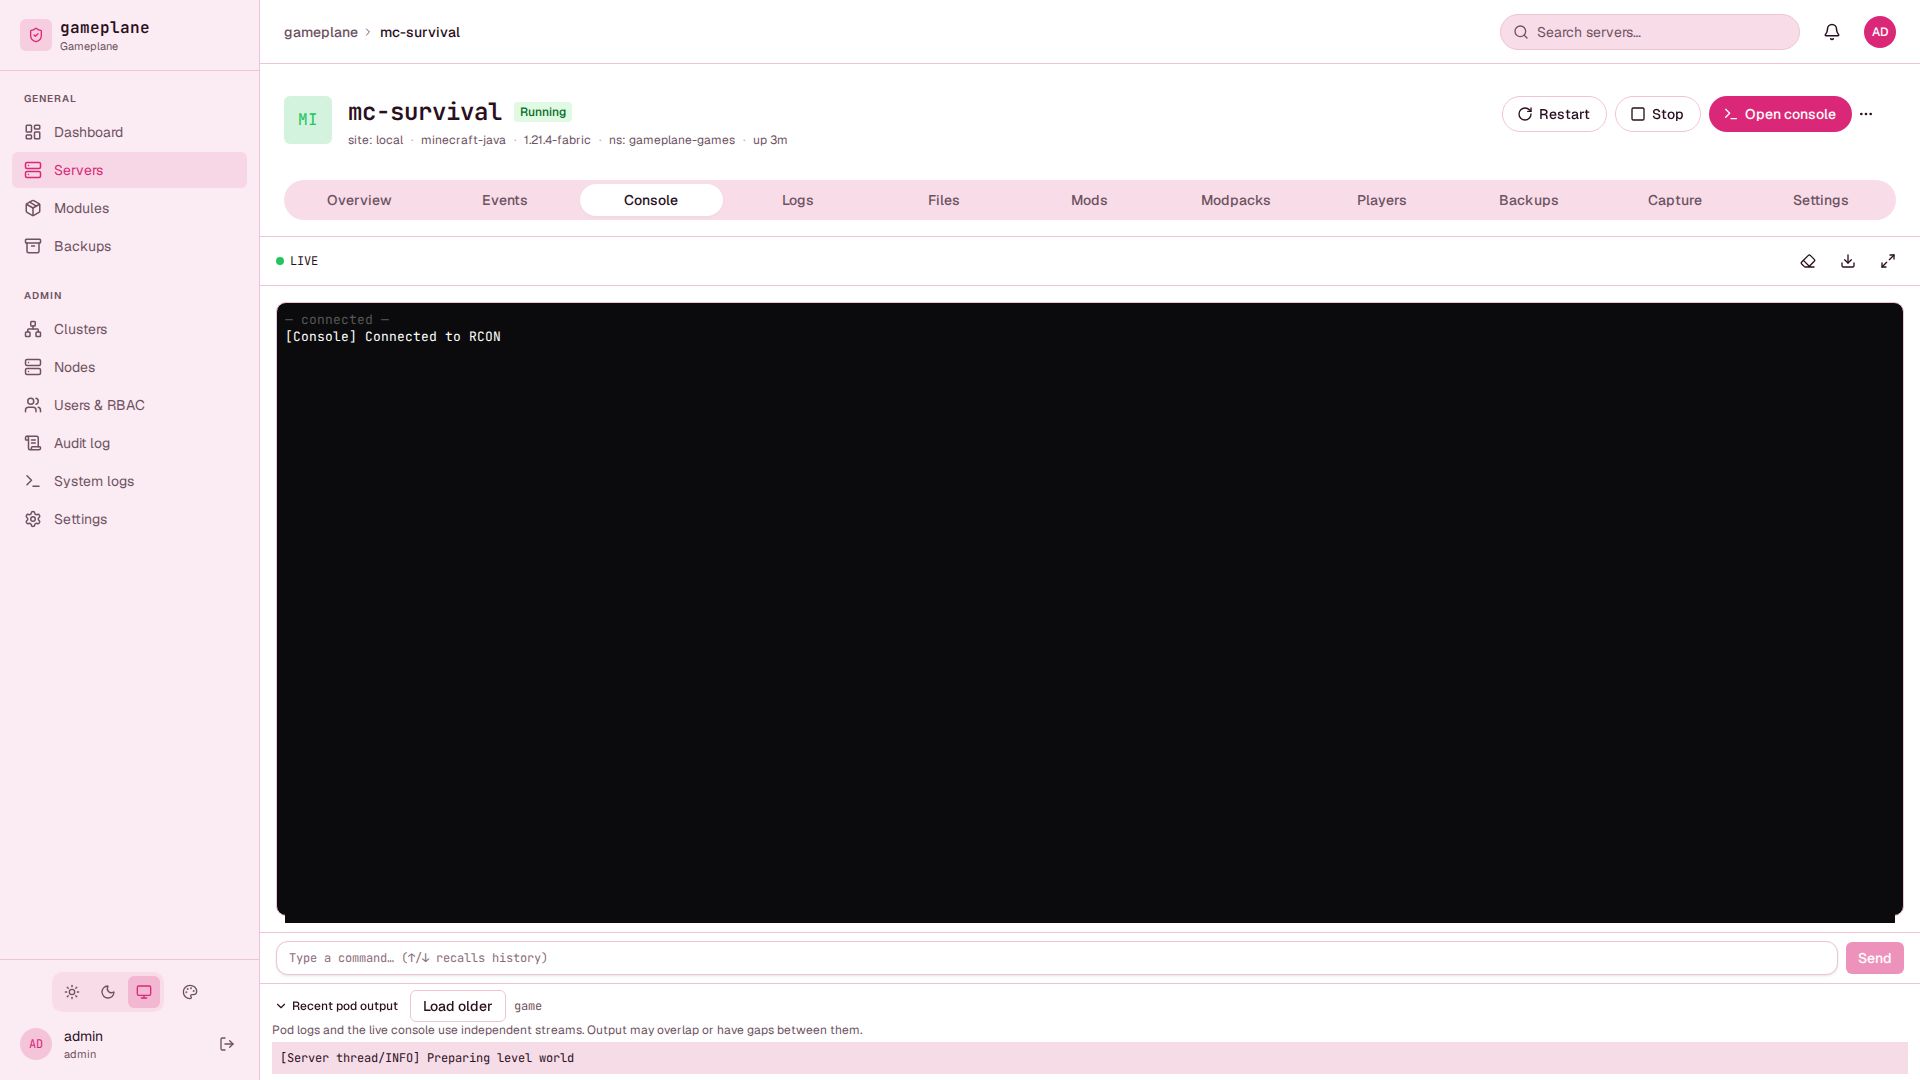 gameplane
Gameplane
GENERAL
Dashboard
Servers
Modules
Backups
ADMIN
Clusters
Nodes
Users & RBAC
Audit log
System logs
Settings
AD
admin
admin
gameplane > mc-survival
Search servers…
AD
MI
mc-survival Running
site: local · minecraft-java · 1.21.4-fabric · ns: gameplane-games · up 3m
Restart
Stop
Open console
Overview Events Console Logs Files Mods Modpacks Players Backups Capture Settings
LIVE
— connected —
[Console] Connected to RCON
Type a command… (↑/↓ recalls history)
Send
Recent pod output Load older game
Pod logs and the live console use independent streams. Output may overlap or have gaps between them.
[Server thread/INFO] Preparing level world